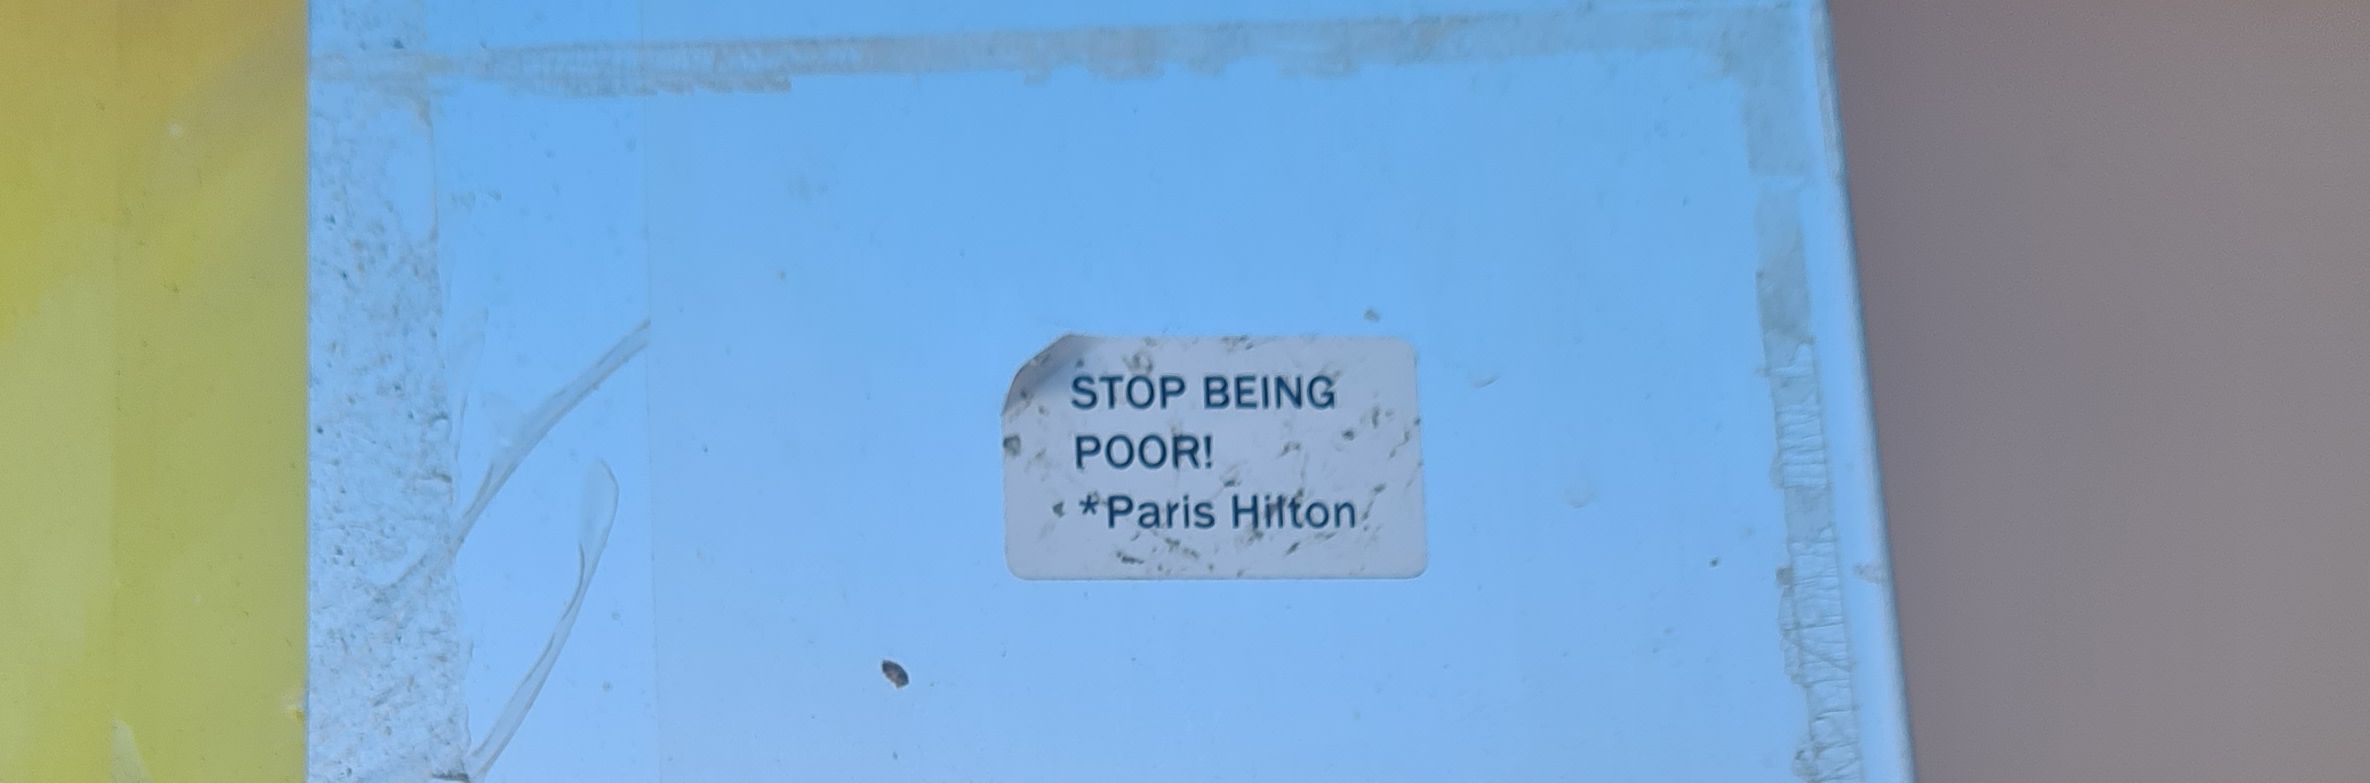 STOP BEING
POOR!
*Paris Hilton